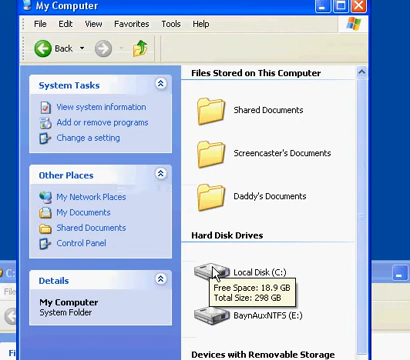 My Computer
File Edit View Favorites Tools Help
Back
System Tasks
View system information
Add or remove programs
Change a setting
Other Places
My Network Places
My Documents
Shared Documents
Control Panel
Details
My Computer
System Folder
Files Stored on This Computer
Shared Documents
Screencaster's Documents
Daddy's Documents
Hard Disk Drives
Local Disk (C:)
Free Space: 18.9 GB
Total Size: 298 GB
BaynAuxNTFS (E:)
Devices with Removable Storage